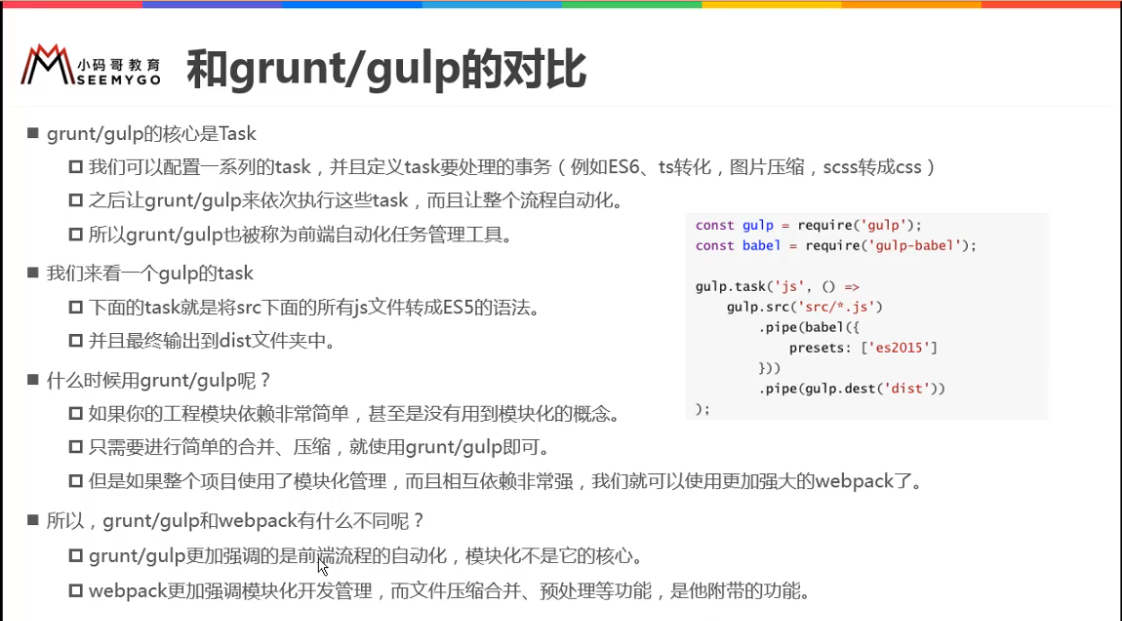 小码哥教育
SEEMYGO
和grunt/gulp的对比
grunt/gulp的核心是Task
我们可以配置一系列的task，并且定义task要处理的事务（例如ES6、ts转化，图片压缩，scss转成css）
之后让grunt/gulp来依次执行这些task，而且让整个流程自动化。
所以grunt/gulp也被称为前端自动化任务管理工具。
我们来看一个gulp的task
下面的task就是将src下面的所有js文件转成ES5的语法。
并且最终输出到dist文件夹中。
什么时候用grunt/gulp呢？
如果你的工程模块依赖非常简单，甚至是没有用到模块化的概念。
只需要进行简单的合并、压缩，就使用grunt/gulp即可。
但是如果整个项目使用了模块化管理，而且相互依赖非常强，我们就可以使用更加强大的webpack了。
所以，grunt/gulp和webpack有什么不同呢？
grunt/gulp更加强调的是前端流程的自动化，模块化不是它的核心。
webpack更加强调模块化开发管理，而文件压缩合并、预处理等功能，是他附带的功能。
const gulp = require('gulp');
const babel = require('gulp-babel');
gulp.task('js', () =>
gulp.src('src/*.js')
.pipe(babel({
presets: ['es2015']
}))
.pipe(gulp.dest('dist'))
);